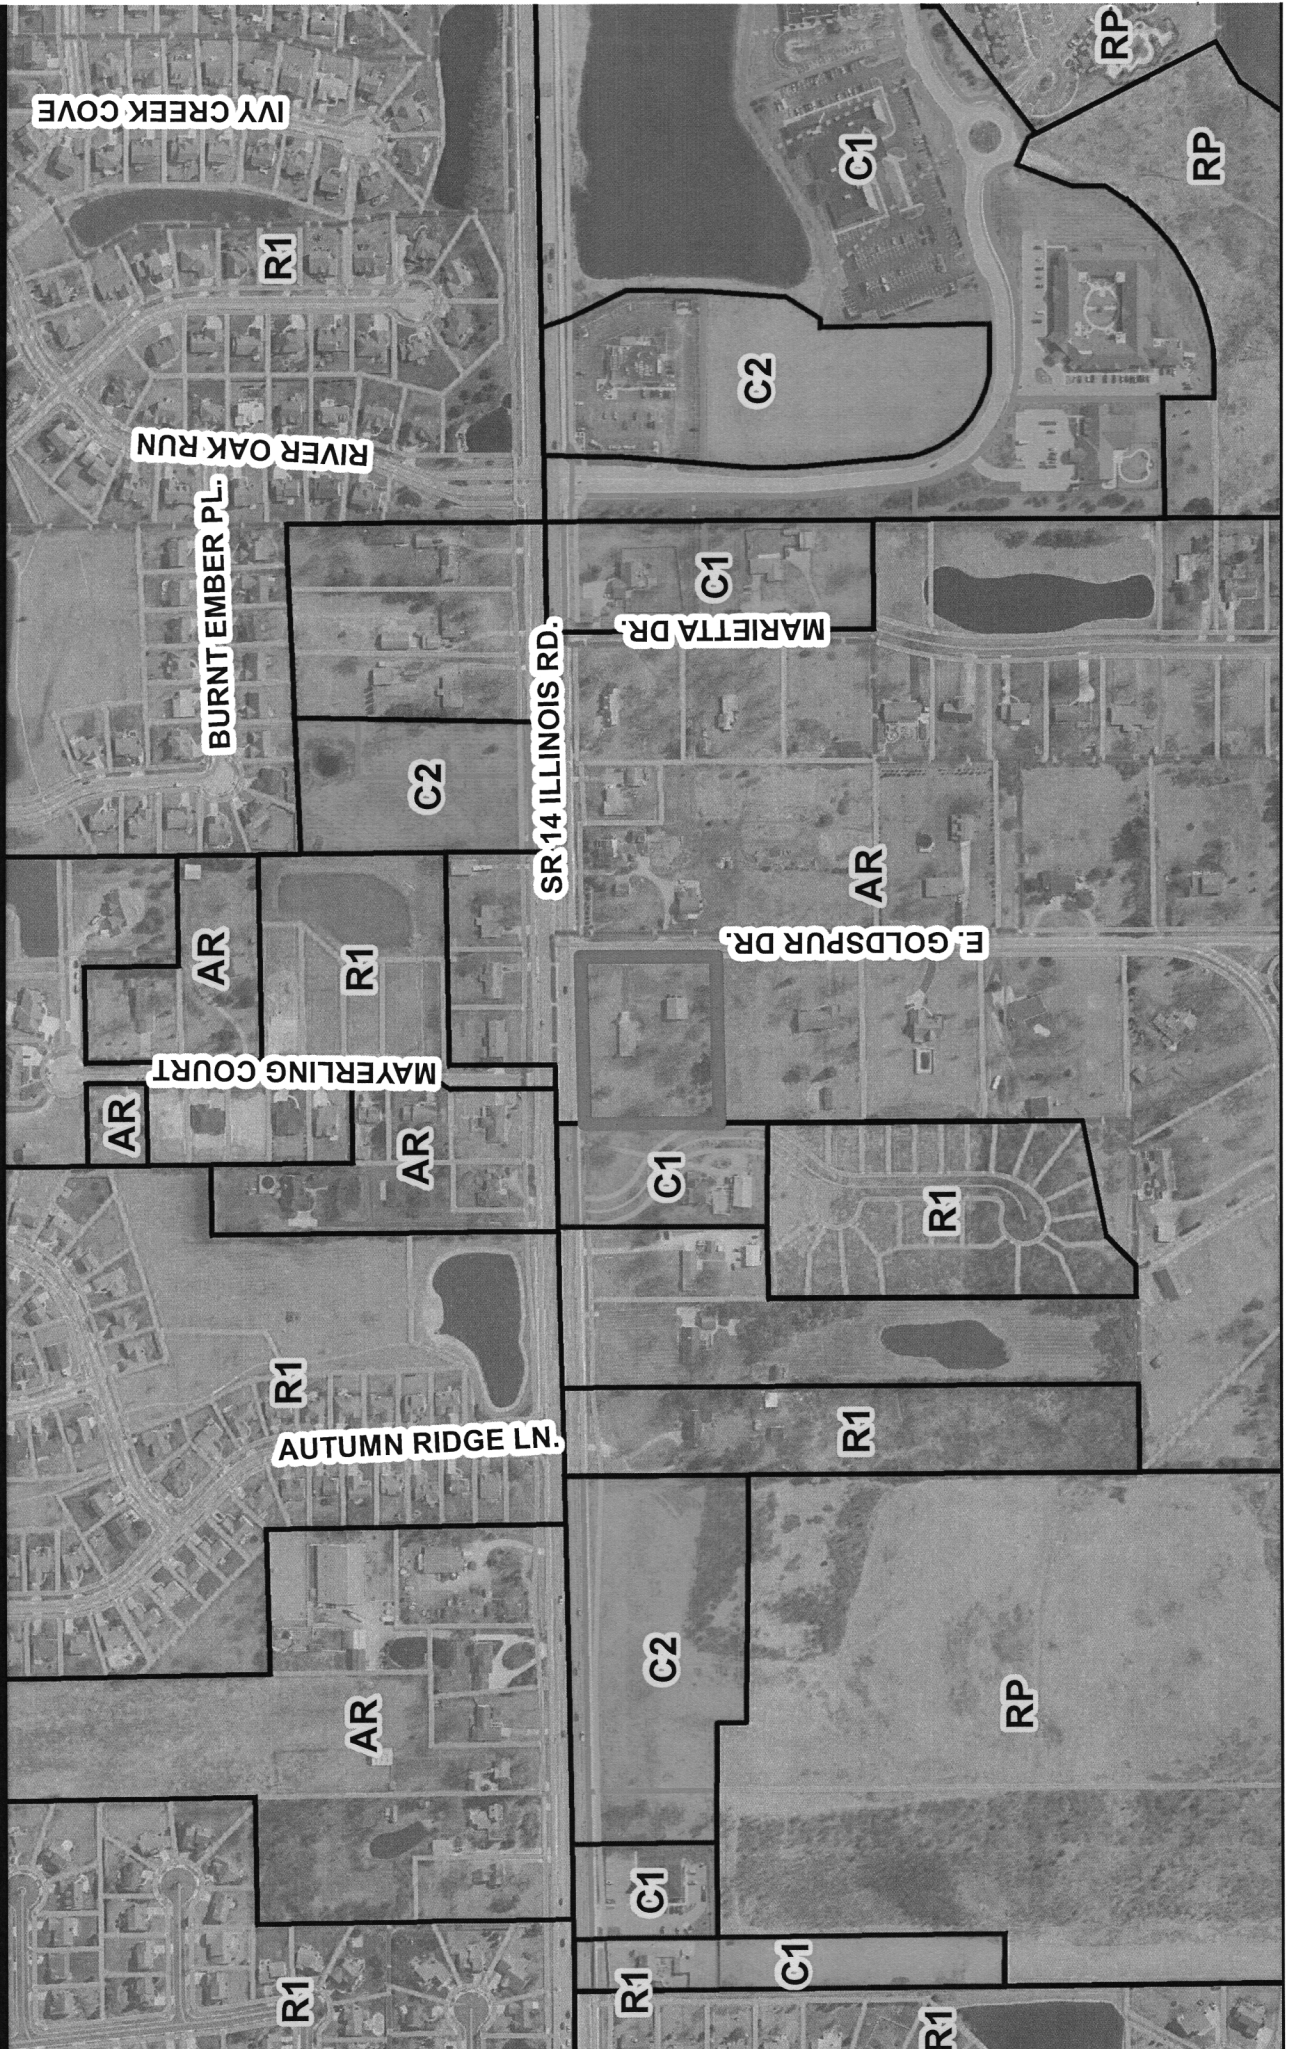 RP
IVY CREEK COVE
C1
RP
R1
C2
RIVER OAK RUN
BURNT EMBER PL.
C1
MARIETTA DR.
SR 14 ILLINOIS RD.
C2
AR
E. GOLDSPUR DR.
AR
R1
MAYERLING COURT
AR
AR
C1
R1
R1
AUTUMN RIDGE LN.
R1
C2
AR
RP
C1
C1
R1
R1
R1